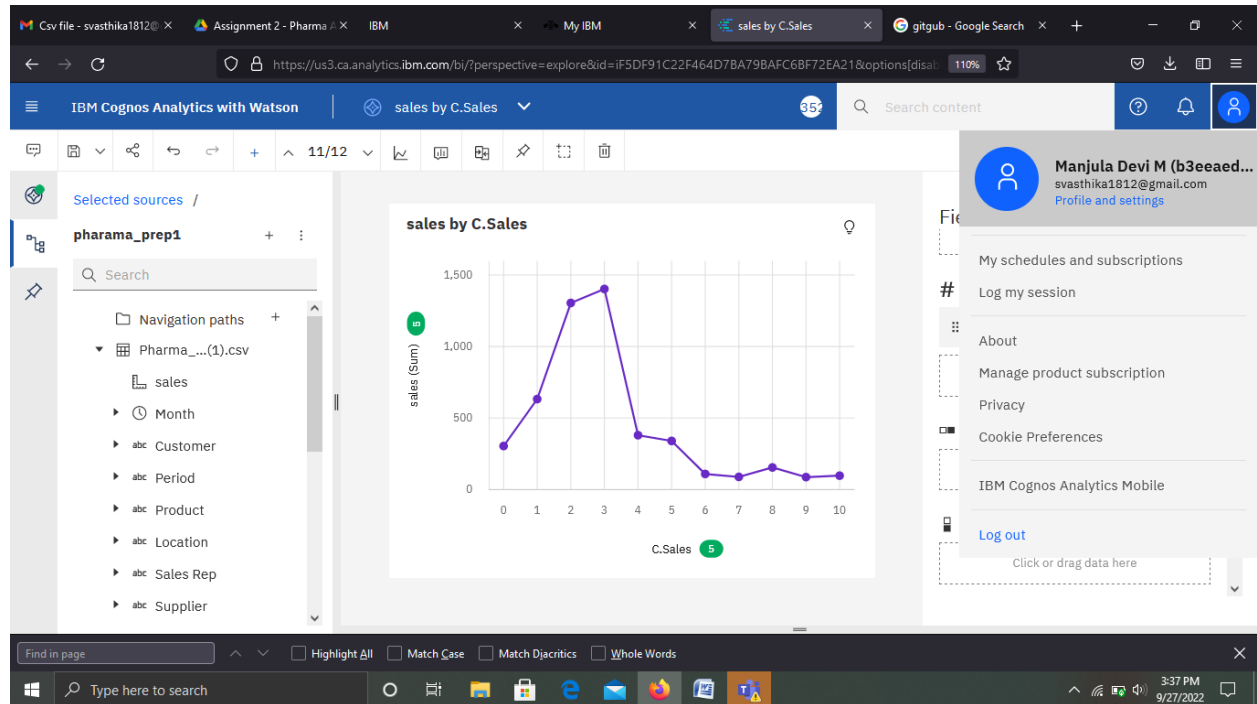 Csv file - svasthika1812@
Assignment 2 - Pharma A
IBM
My IBM
sales by C.Sales
gitgub - Google Search
https://us3.ca.analytics.ibm.com/bi/?perspective=explore&id=iF5DF91C22F464D7BA79BAFC6BF72EA21&options[disab
110%
IBM Cognos Analytics with Watson
sales by C.Sales
352
Search content
11/12
Manjula Devi M (b3eeaed...
svasthika1812@gmail.com
Profile and settings
My schedules and subscriptions
Log my session
About
Manage product subscription
Privacy
Cookie Preferences
IBM Cognos Analytics Mobile
Log out
Selected sources /
pharama_prep1
Search
Navigation paths
Pharma_...(1).csv
sales
Month
abc Customer
abc Period
abc Product
abc Location
abc Sales Rep
abc Supplier
sales by C.Sales
1,500
1,000
500
0
5
sales (Sum)
0 1 2 3 4 5 6 7 8 9 10
C.Sales 5
Fie
#
Click or drag data here
Find in page
Highlight All
Match Case
Match Diacritics
Whole Words
Type here to search
3:37 PM
9/27/2022